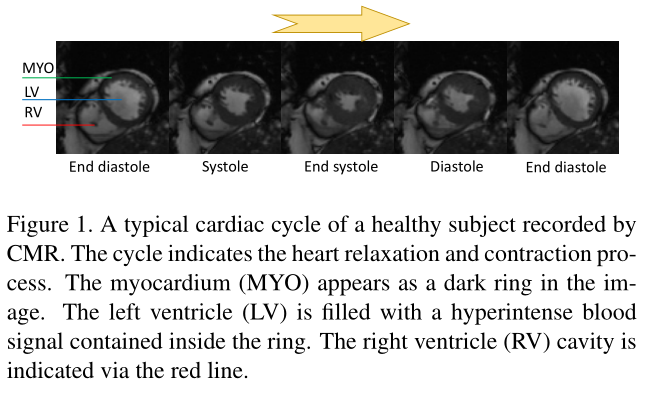 MYO
LV
RV
End diastole Systole End systole Diastole End diastole
Figure 1. A typical cardiac cycle of a healthy subject recorded by
CMR. The cycle indicates the heart relaxation and contraction pro-
cess. The myocardium (MYO) appears as a dark ring in the im-
age. The left ventricle (LV) is filled with a hyperintense blood
signal contained inside the ring. The right ventricle (RV) cavity is
indicated via the red line.